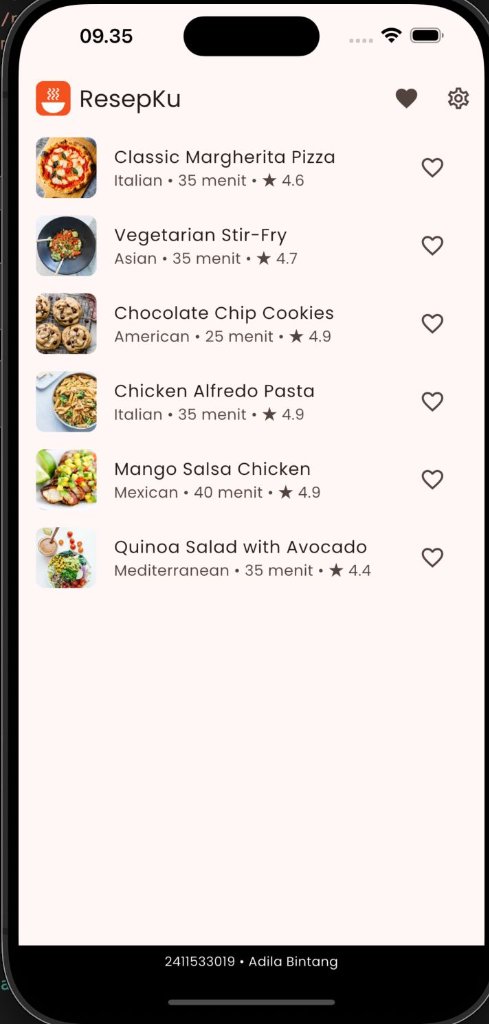 09.35
ResepKu
Classic Margherita Pizza
Italian • 35 menit • ★ 4.6
Vegetarian Stir-Fry
Asian • 35 menit • ★ 4.7
Chocolate Chip Cookies
American • 25 menit • ★ 4.9
Chicken Alfredo Pasta
Italian • 35 menit • ★ 4.9
Mango Salsa Chicken
Mexican • 40 menit • ★ 4.9
Quinoa Salad with Avocado
Mediterranean • 35 menit • ★ 4.4
2411533019 • Adila Bintang